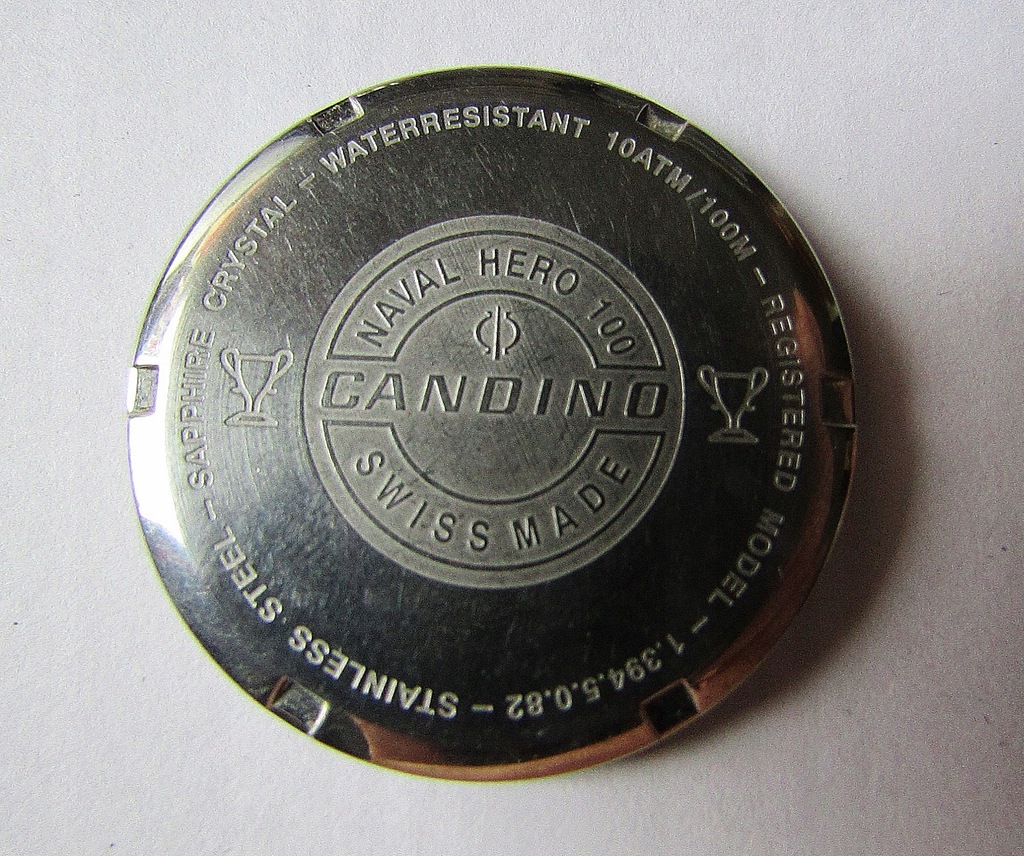 WATERRESISTANT 10ATM/100M – REGISTERED MODEL – 1.394.5.0.82 – STAINLESS STEEL – SAPPHIRE CRYSTAL –
NAVAL HERO 100
CANDINO
SWISS MADE